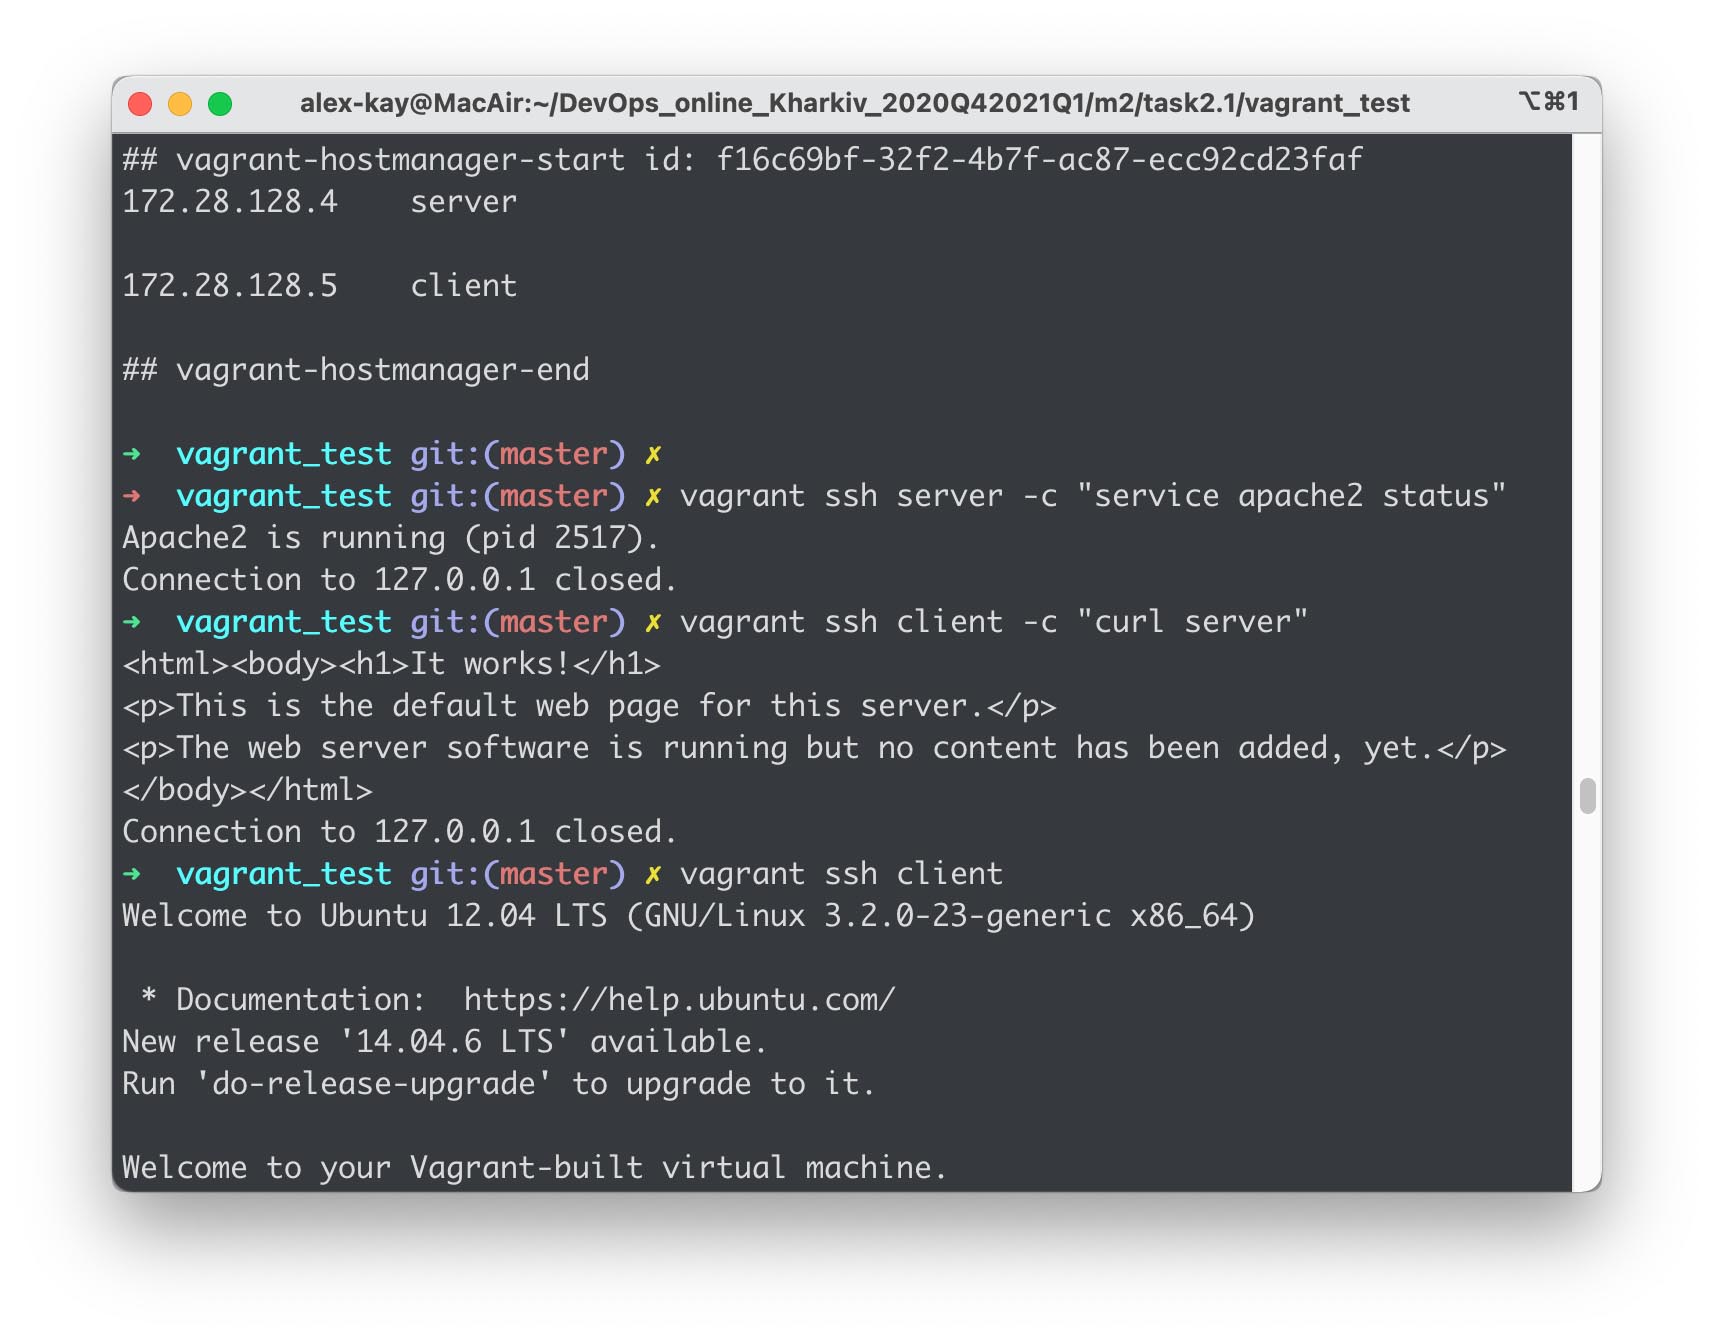 alex-kay@MacAir:~/DevOps_online_Kharkiv_2020Q42021Q1/m2/task2.1/vagrant_test ⌥⌘1
## vagrant-hostmanager-start id: f16c69bf-32f2-4b7f-ac87-ecc92cd23faf
172.28.128.4    server
172.28.128.5    client
## vagrant-hostmanager-end
➜  vagrant_test git:(master) ✗
➜  vagrant_test git:(master) ✗ vagrant ssh server -c "service apache2 status"
Apache2 is running (pid 2517).
Connection to 127.0.0.1 closed.
➜  vagrant_test git:(master) ✗ vagrant ssh client -c "curl server"
<html><body><h1>It works!</h1>
<p>This is the default web page for this server.</p>
<p>The web server software is running but no content has been added, yet.</p>
</body></html>
Connection to 127.0.0.1 closed.
➜  vagrant_test git:(master) ✗ vagrant ssh client
Welcome to Ubuntu 12.04 LTS (GNU/Linux 3.2.0-23-generic x86_64)
 * Documentation:  https://help.ubuntu.com/
New release '14.04.6 LTS' available.
Run 'do-release-upgrade' to upgrade to it.
Welcome to your Vagrant-built virtual machine.